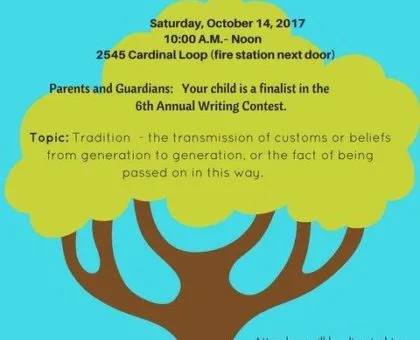 Saturday, October 14, 2017
10:00 A.M.- Noon
2545 Cardinal Loop (fire station next door)
Parents and Guardians: Your child is a finalist in the
6th Annual Writing Contest.
Topic: Tradition - the transmission of customs or beliefs
from generation to generation, or the fact of being
passed on in this way.